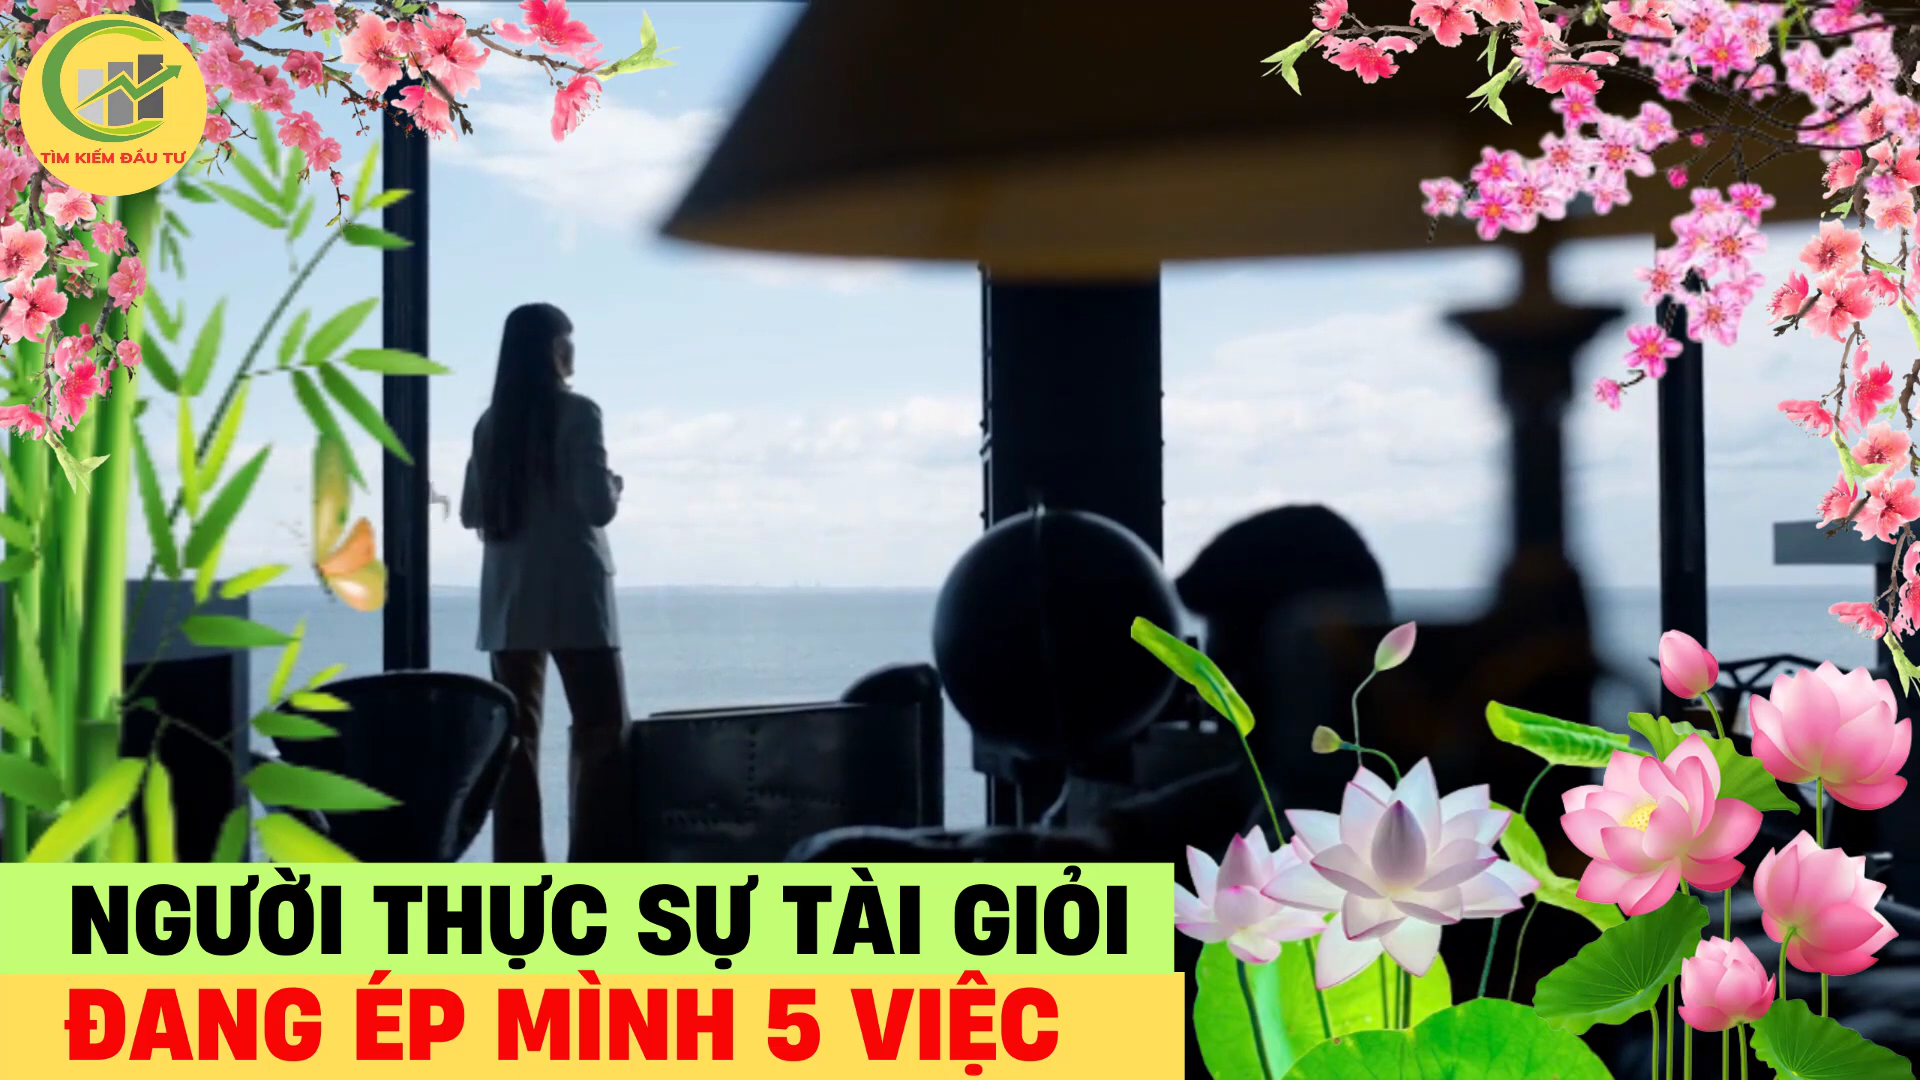 TÌM KIẾM ĐẦU TƯ
NGƯỜI THỰC SỰ TÀI GIỎI
ĐANG ÉP MÌNH 5 VIỆC